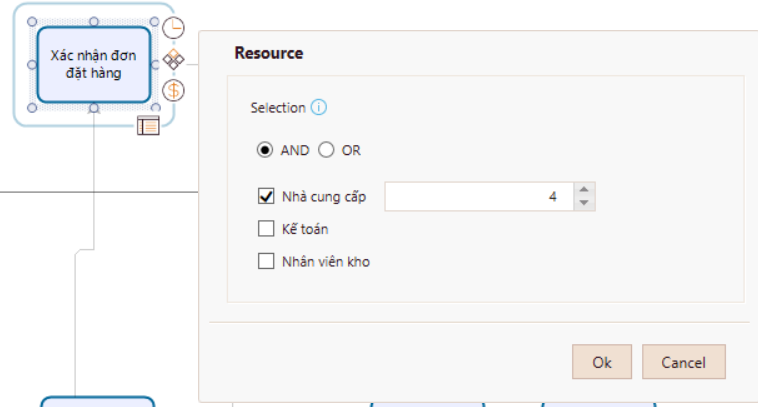 Xác nhận đơn
đặt hàng
Resource
Selection
AND OR
Nhà cung cấp 4
Kế toán
Nhân viên kho
Ok Cancel